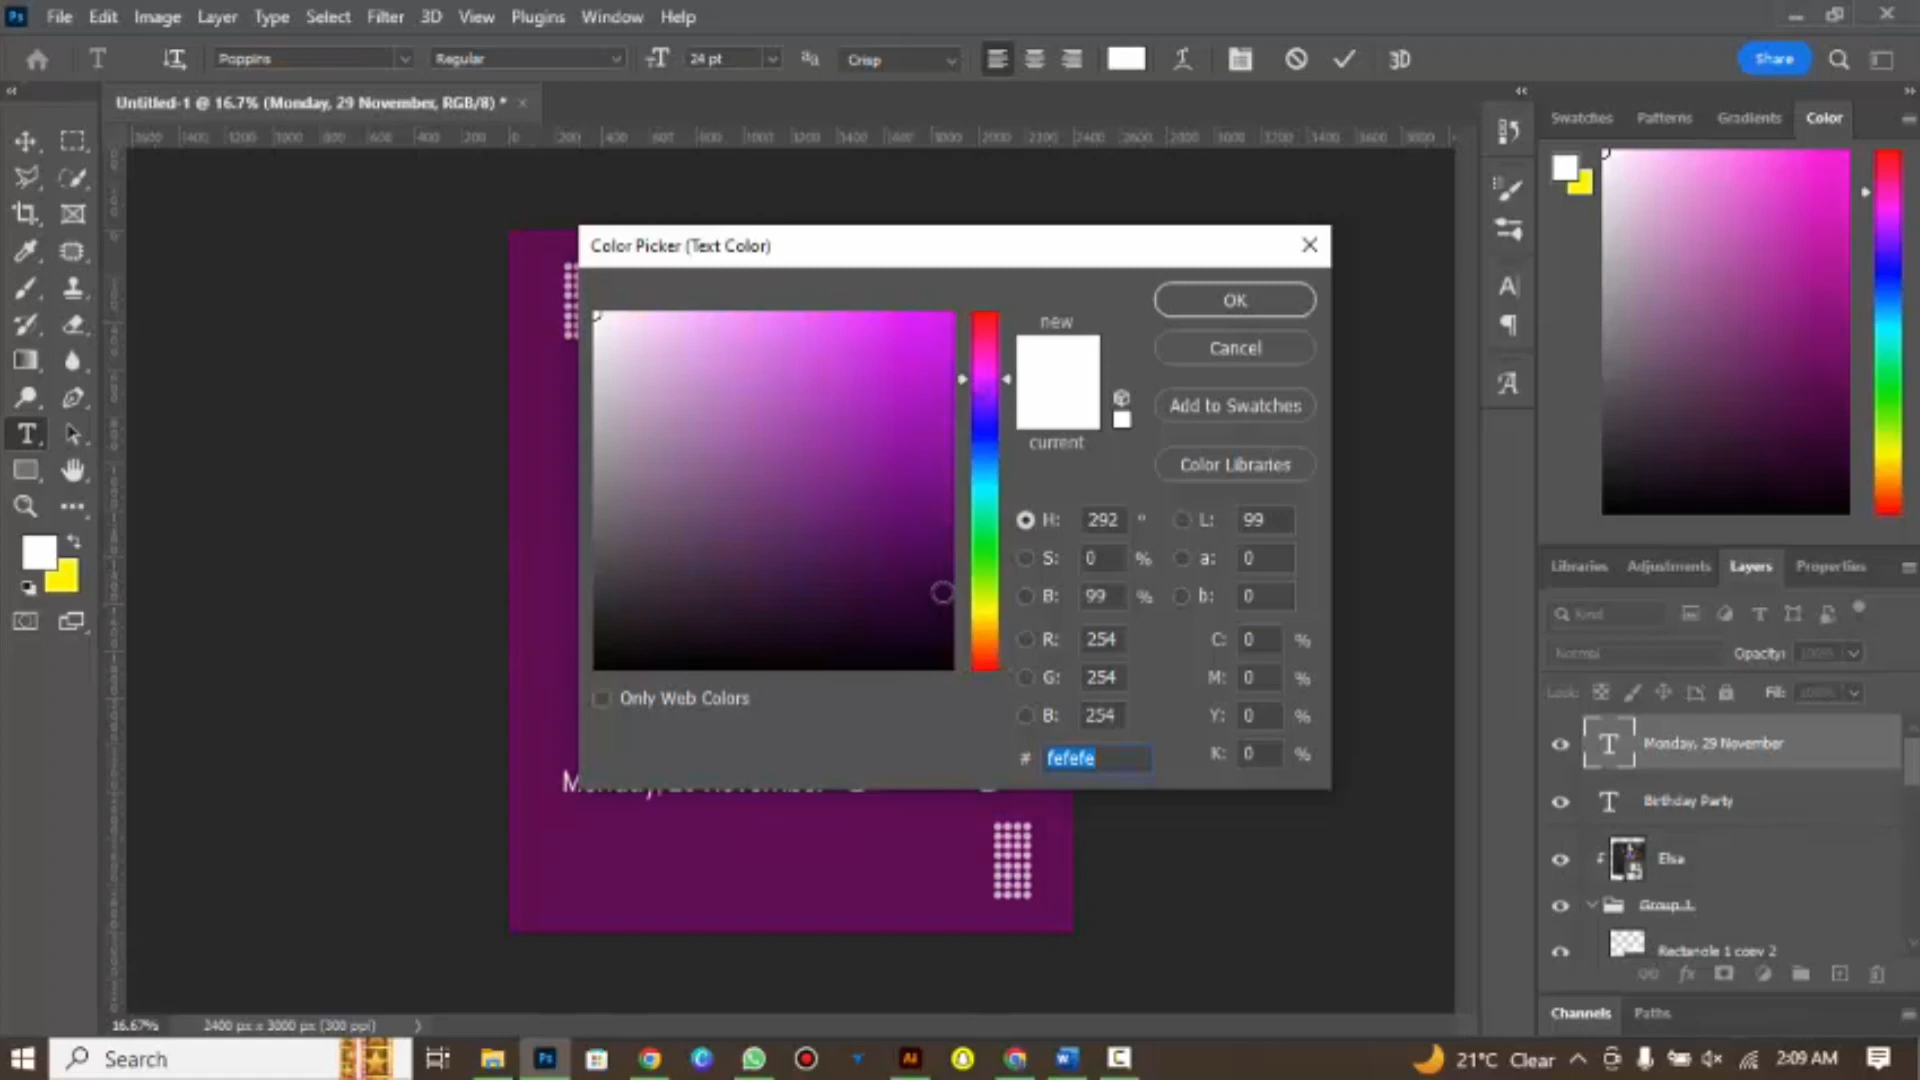 Ps File Edit Image Layer Type Select Filter 3D View Plugins Window Help
Poppins Regular 24 pt Crisp 3D Share
Untitled-1 @ 16.7% (Monday, 29 November, RGB/8) *
Swatches Patterns Gradients Color
Color Picker (Text Color)
OK
new
Cancel
Add to Swatches
current
Color Libraries
H: 292 ° L: 99
S: 0 % a: 0
B: 99 % b: 0
R: 254 C: 0 %
G: 254 M: 0 %
B: 254 Y: 0 %
# fefefe K: 0 %
Only Web Colors
Libraries Adjustments Layers Properties
Kind
Normal Opacity: 100%
Lock: Fill: 100%
Monday, 29 November
Birthday Party
Elsa
Group 1
Rectangle 1 copy 2
fx
Channels Paths
16.67% 2400 px x 3000 px (300 ppi)
Search
21°C Clear 2:09 AM